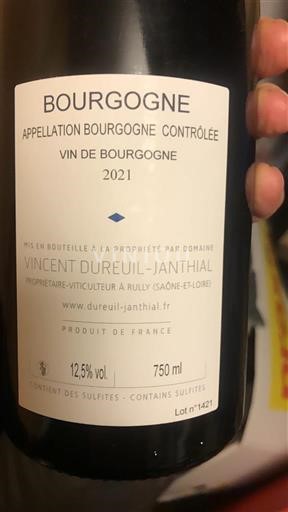 BOURGOGNE
APPELLATION BOURGOGNE CONTRÔLÉE
VIN DE BOURGOGNE
2021
MIS EN BOUTEILLE À LA PROPRIÉTÉ PAR DOMAINE
VINCENT DUREUIL-JANTHIAL
PROPRIÉTAIRE-VITICULTEUR À RULLY (SAÔNE-ET-LOIRE)
www.dureuil-janthial.fr
PRODUIT DE FRANCE
12,5% vol. 750 ml
CONTIENT DES SULFITES - CONTAINS SULFITES
Lot n°1421